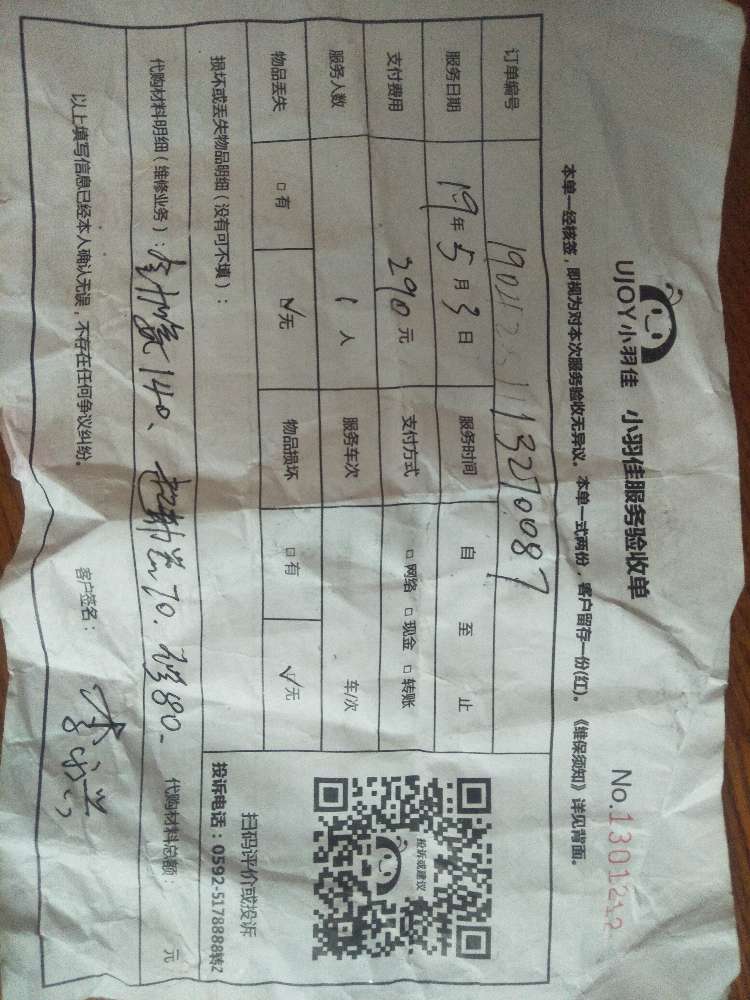 UJOY小羽佳 小羽佳服务验收单 No.1301242
本单一经核签，即视为对本次服务验收无异议。本单一式两份，客户留存一份(红)。《维保须知》详见背面。
订单编号
服务日期 19年5月3日 服务时间 自 至 止
支付费用 290元 支付方式 □网络 □现金 □转账
服务人数 1人 服务车次 车/次
物品丢失 □有 √无 物品损坏 □有 √无
投诉或建议
扫码评价或投诉
投诉电话：0592-5178888转2
损坏或丢失物品明细（没有可不填）：
代购材料明细（维修业务）： 140、 70. 80- 代购材料总额： 元
以上填写信息已经本人确认无误，不存在任何争议纠纷。 客户签名：